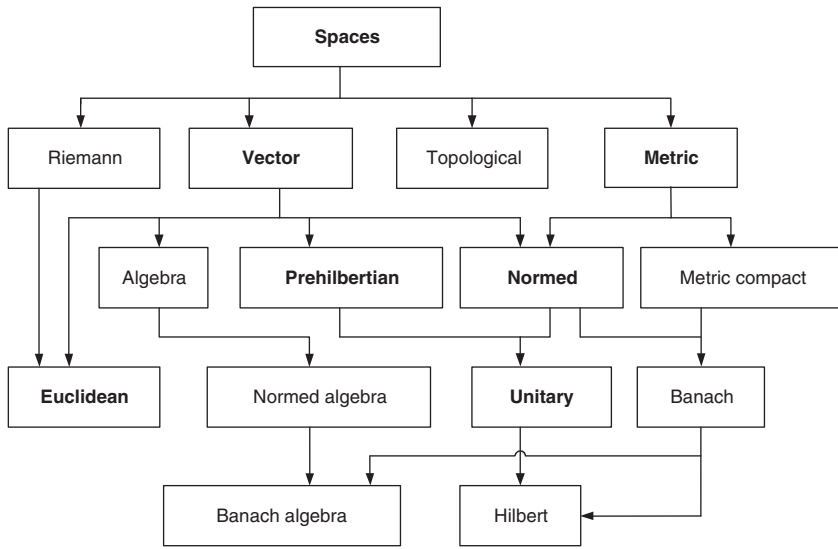 Spaces
Riemann
Vector
Topological
Metric
Algebra
Prehilbertian
Normed
Metric compact
Euclidean
Normed algebra
Unitary
Banach
Banach algebra
Hilbert